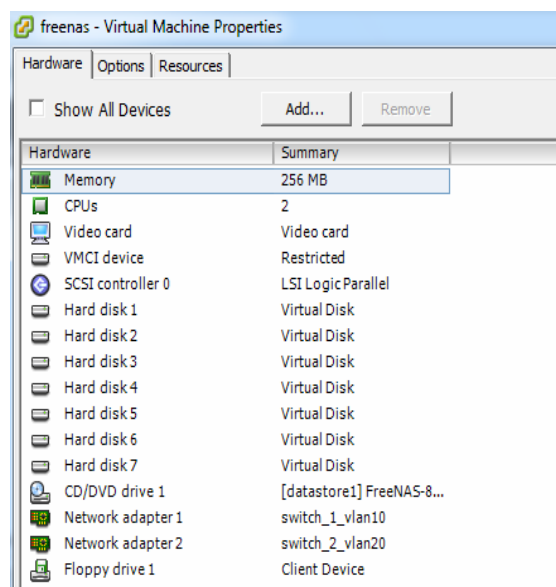 freenas - Virtual Machine Properties
Hardware Options Resources
Show All Devices Add... Remove
Hardware Summary
Memory 256 MB
CPUs 2
Video card Video card
VMCI device Restricted
SCSI controller 0 LSI Logic Parallel
Hard disk 1 Virtual Disk
Hard disk 2 Virtual Disk
Hard disk 3 Virtual Disk
Hard disk 4 Virtual Disk
Hard disk 5 Virtual Disk
Hard disk 6 Virtual Disk
Hard disk 7 Virtual Disk
CD/DVD drive 1 [datastore1] FreeNAS-8...
Network adapter 1 switch_1_vlan10
Network adapter 2 switch_2_vlan20
Floppy drive 1 Client Device